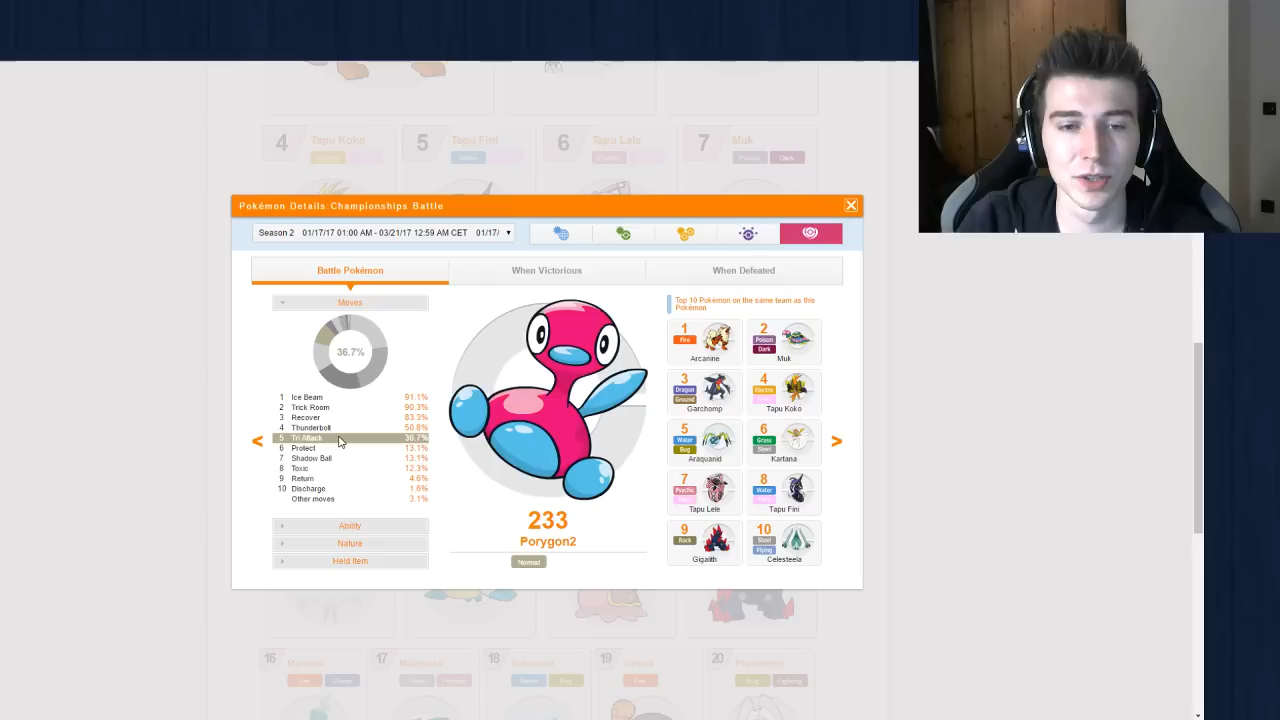 4 Tapu Koko
5 Tapu Fini
6 Tapu Lele
7 Muk
Dark
Pokémon Details Championships Battle
Season 2 01/17/17 01:00 AM - 03/21/17 12:59 AM CET 01/17/
Battle Pokémon
When Victorious
When Defeated
Moves
36.7%
1 Ice Beam 91.1%
2 Trick Room 90.3%
3 Recover 83.3%
4 Thunderbolt 50.8%
5 Tri Attack 36.7%
6 Protect 13.1%
7 Shadow Ball 13.1%
8 Toxic 12.3%
9 Return 4.6%
10 Discharge 1.6%
Other moves 3.1%
Ability
Nature
Held Item
233
Porygon2
Normal
Top 10 Pokémon on the same team as this
Pokémon
1 Fire
Arcanine
2 Poison Dark
Muk
3 Dragon Ground
Garchomp
4 Electric
Tapu Koko
5 Water Bug
Araquanid
6 Grass Steel
Kartana
7 Psychic
Tapu Lele
8 Water
Tapu Fini
9 Rock
Gigalith
10 Steel Flying
Celesteela
16
17
18
19
20